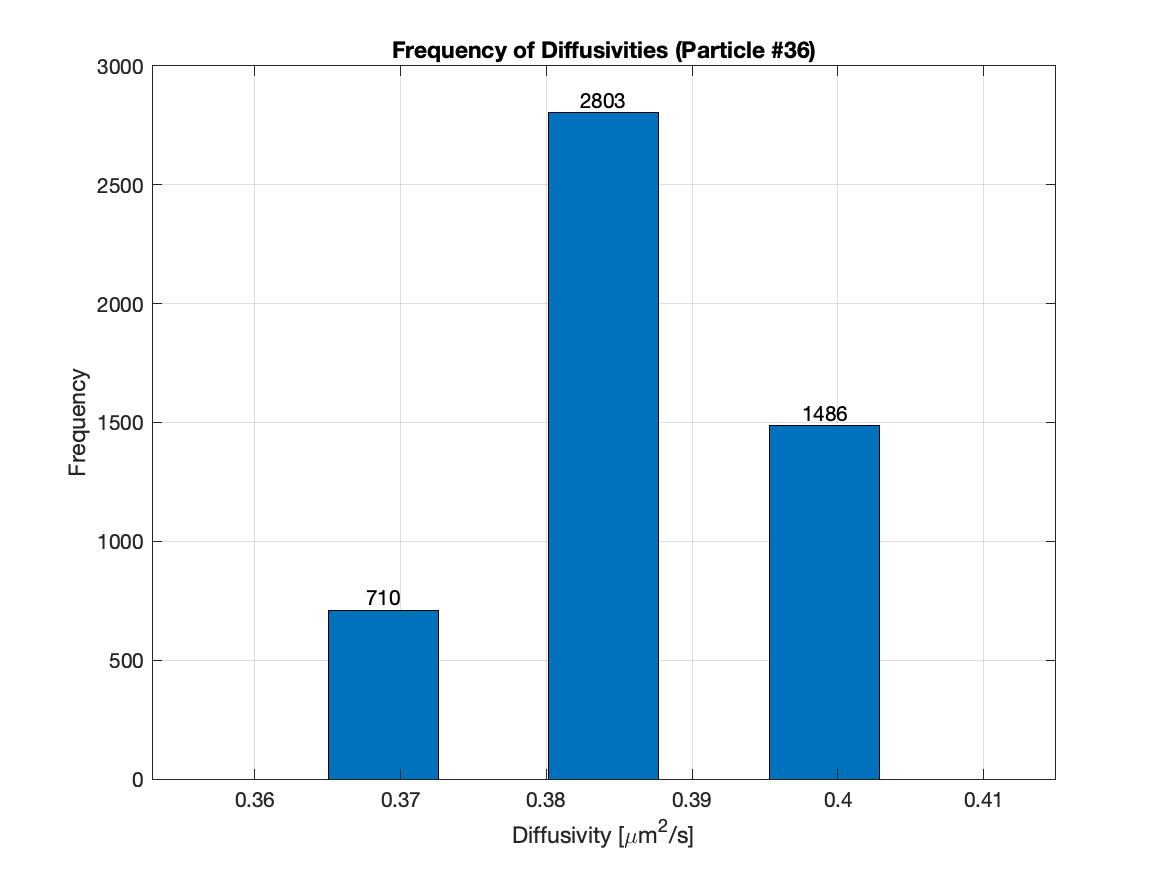 Frequency of Diffusivities (Particle #36)
3000
2500
2000
1500
1000
500
0
Frequency
2803
1486
710
0.36 0.37 0.38 0.39 0.4 0.41
Diffusivity [μm²/s]